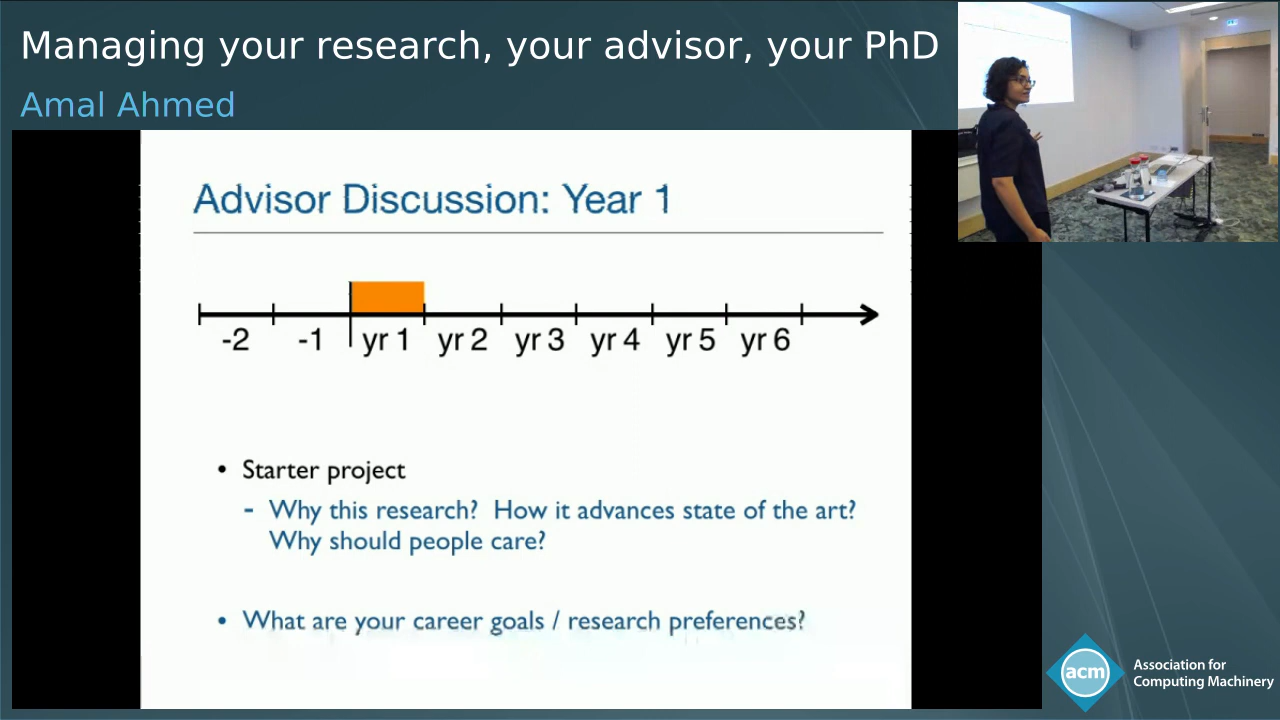 Managing your research, your advisor, your PhD
Amal Ahmed
Advisor Discussion: Year 1
-2 -1 yr 1 yr 2 yr 3 yr 4 yr 5 yr 6
• Starter project
- Why this research? How it advances state of the art?
Why should people care?
• What are your career goals / research preferences?
acm
Association for
Computing Machinery